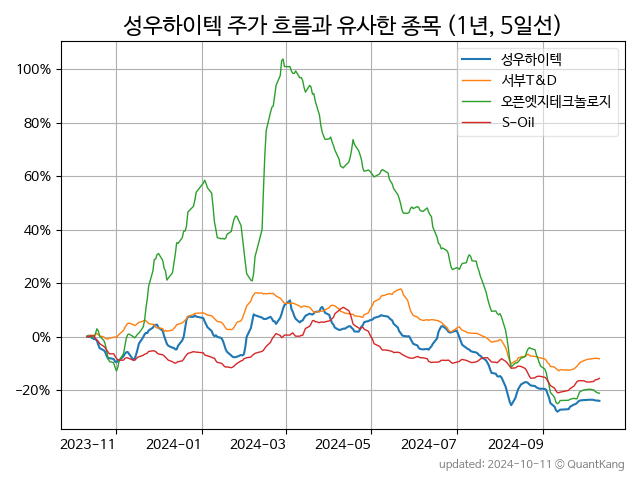 성우하이텍 주가 흐름과 유사한 종목 (1년, 5일선)
성우하이텍
서부T&D
오픈엣지테크놀로지
S-Oil
100%
80%
60%
40%
20%
0%
−20%
2023-11 2024-01 2024-03 2024-05 2024-07 2024-09
updated: 2024-10-11 © QuantKang